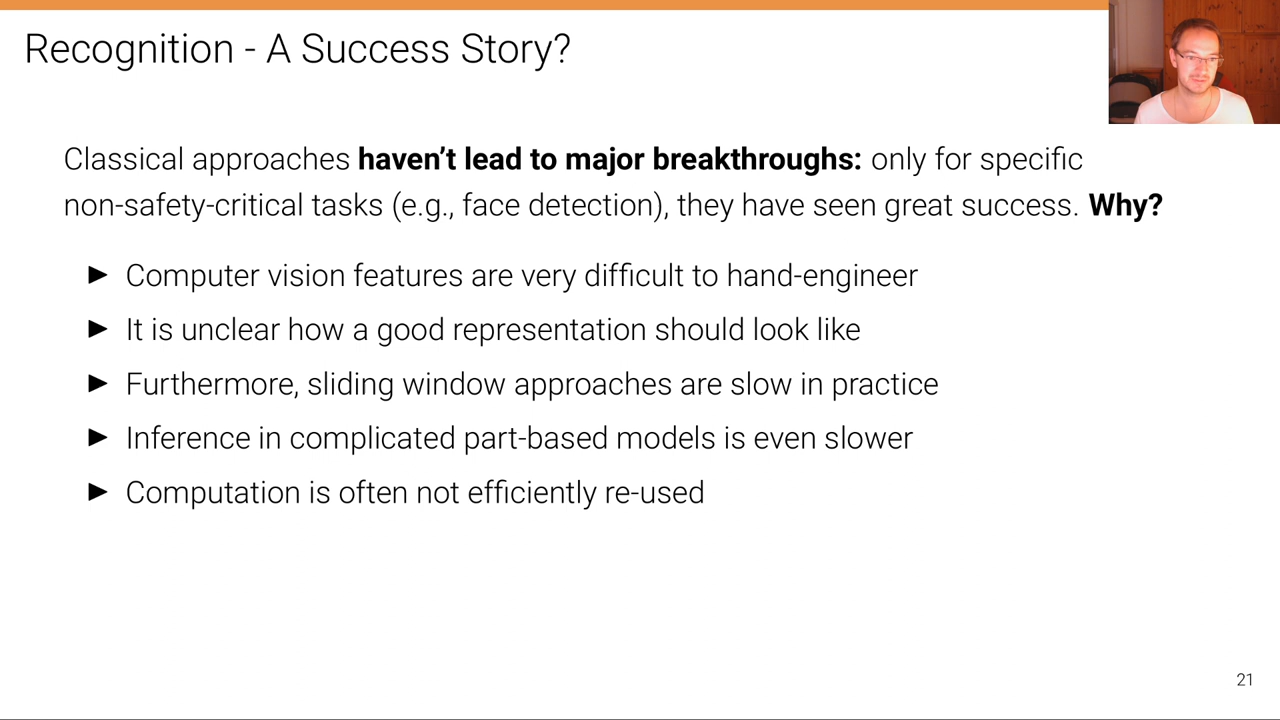 Recognition - A Success Story?
Classical approaches haven't lead to major breakthroughs: only for specific
non-safety-critical tasks (e.g., face detection), they have seen great success. Why?
► Computer vision features are very difficult to hand-engineer
► It is unclear how a good representation should look like
► Furthermore, sliding window approaches are slow in practice
► Inference in complicated part-based models is even slower
► Computation is often not efficiently re-used
21